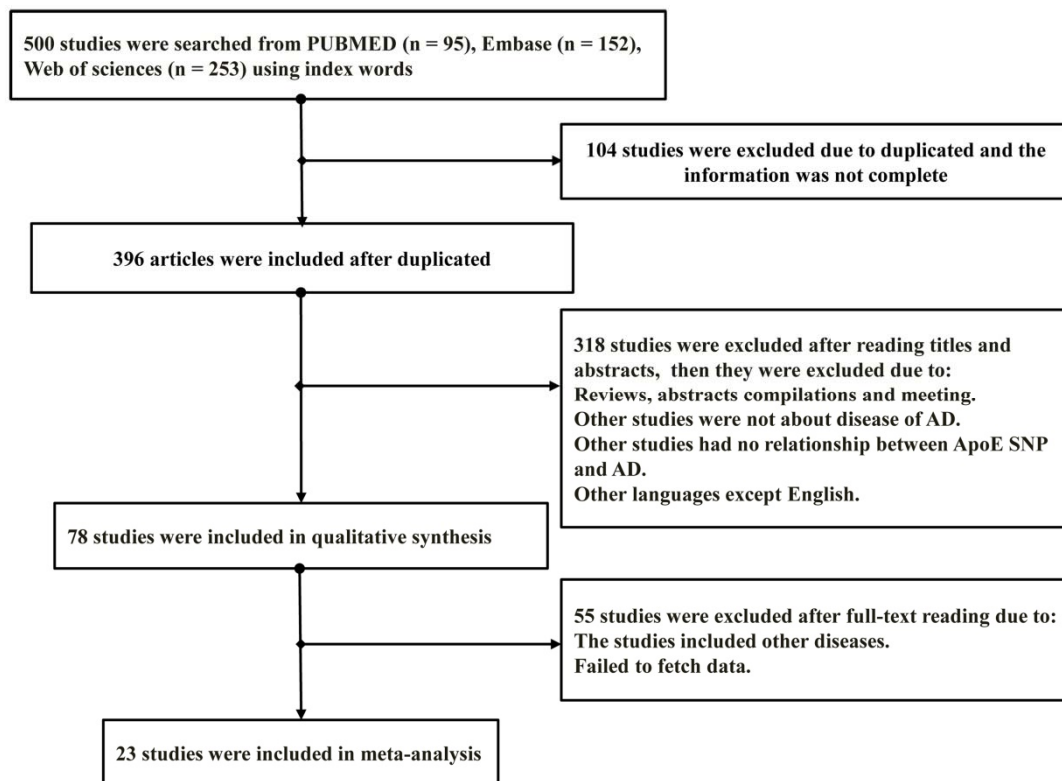 500 studies were searched from PUBMED (n = 95), Embase (n = 152),
Web of sciences (n = 253) using index words
104 studies were excluded due to duplicated and the
information was not complete
396 articles were included after duplicated
318 studies were excluded after reading titles and
abstracts, then they were excluded due to:
Reviews, abstracts compilations and meeting.
Other studies were not about disease of AD.
Other studies had no relationship between ApoE SNP
and AD.
Other languages except English.
78 studies were included in qualitative synthesis
55 studies were excluded after full-text reading due to:
The studies included other diseases.
Failed to fetch data.
23 studies were included in meta-analysis